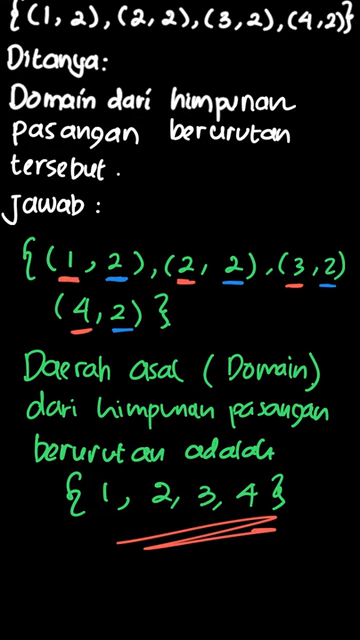 {(1, 2), (2, 2), (3, 2), (4,2)}
Ditanya:
Domain dari himpunan
pasangan berurutan
tersebut.
Jawab :
{(1, 2), (2, 2), (3,2)
(4,2)}
Daerah asal (Domain)
dari himpunan pasangan
berurutan adalah
{1, 2, 3, 4}